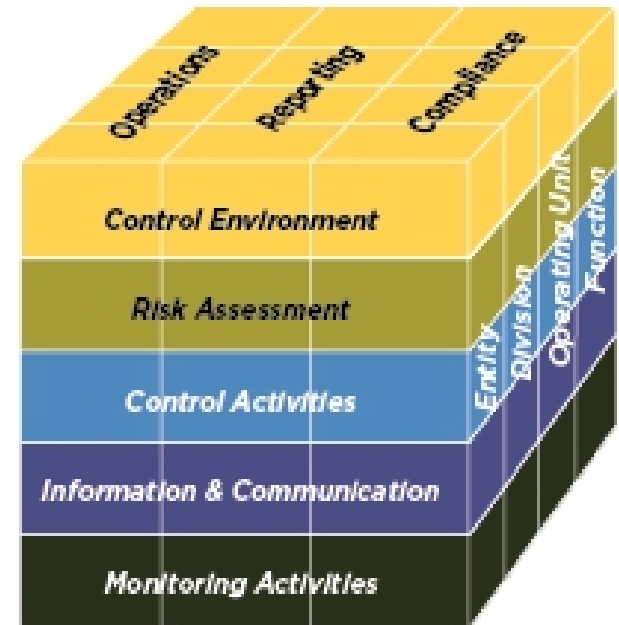 Operations
Reporting
Compliance
Control Environment
Risk Assessment
Control Activities
Information & Communication
Monitoring Activities
Entity
Division
Operating Unit
Function